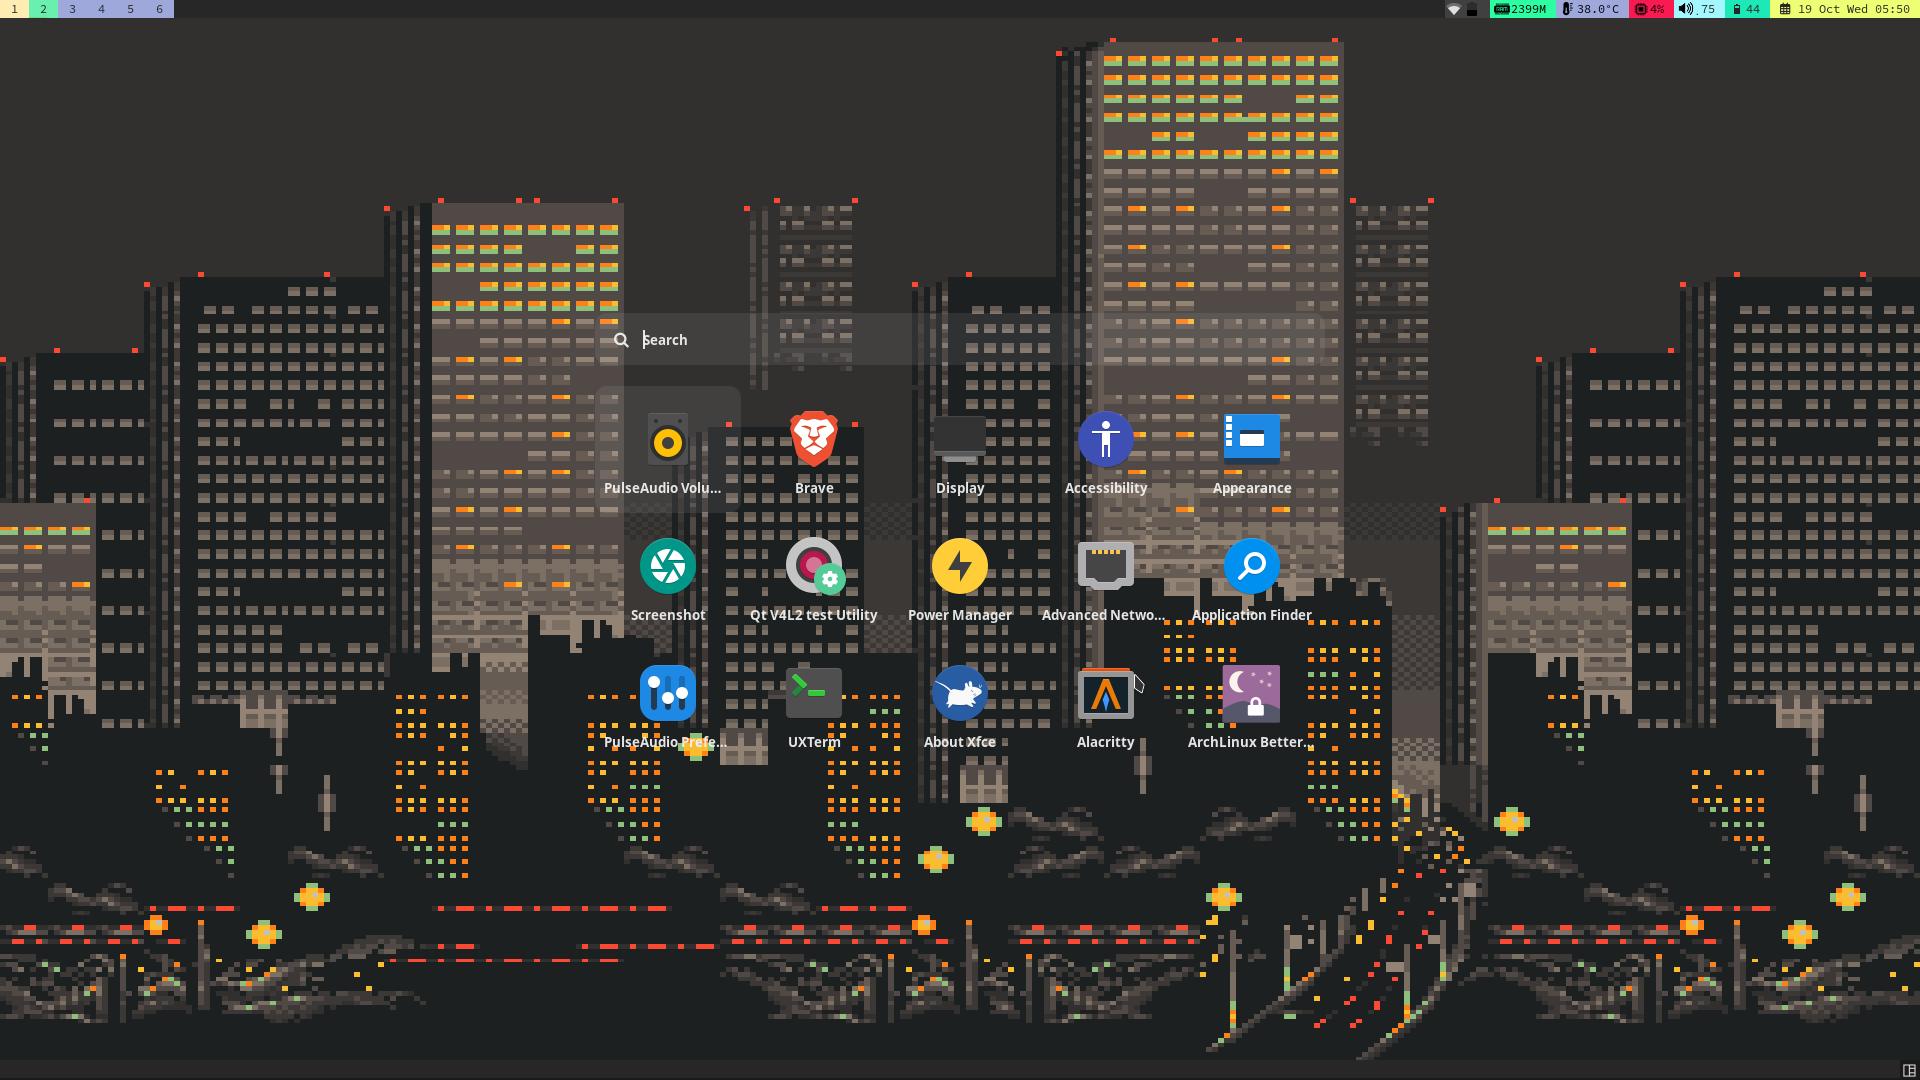 1 2 3 4 5 6 2399M 38.0°C 4% 75 44 19 Oct Wed 05:50
Search
PulseAudio Volu... Brave Display Accessibility Appearance
Screenshot Qt V4L2 test Utility Power Manager Advanced Netwo... Application Finder
PulseAudio Prefe... UXTerm About Xfce Alacritty ArchLinux Better...